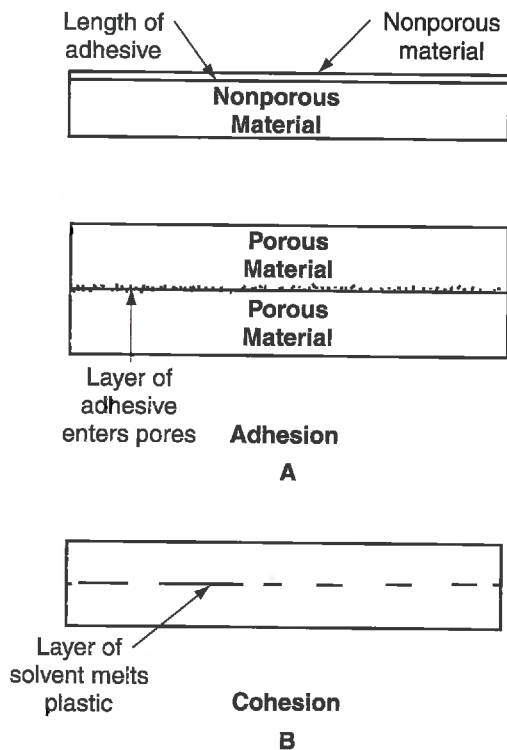 Length of
adhesive
Nonporous
material
Nonporous
Material
Porous
Material
Porous
Material
Layer of
adhesive
enters pores
Adhesion
A
Layer of
solvent melts
plastic
Cohesion
B